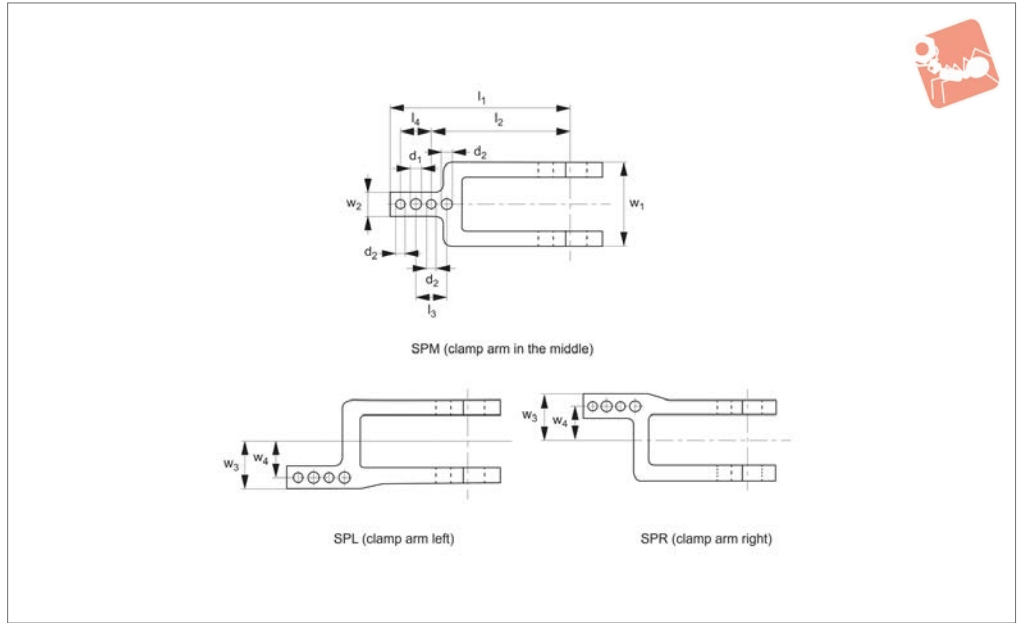 l1
l4 l2
d1 d2
w2 w1
d2
d2
l3
SPM (clamp arm in the middle)
w3 w4
w3 w4
SPL (clamp arm left)
SPR (clamp arm right)